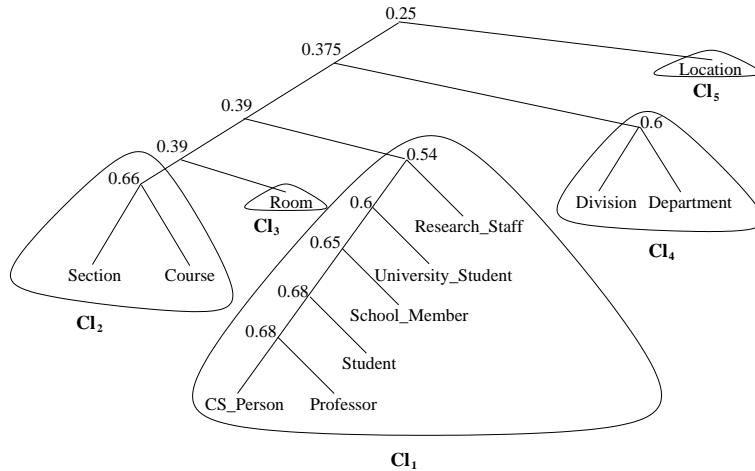 0.25
0.375
Location
Cl5
0.39
0.6
0.39
0.54
0.66
Room
0.6
Division
Department
Cl3
Research_Staff
0.65
Cl4
Section
Course
University_Student
0.68
School_Member
Cl2
0.68
Student
CS_Person
Professor
Cl1